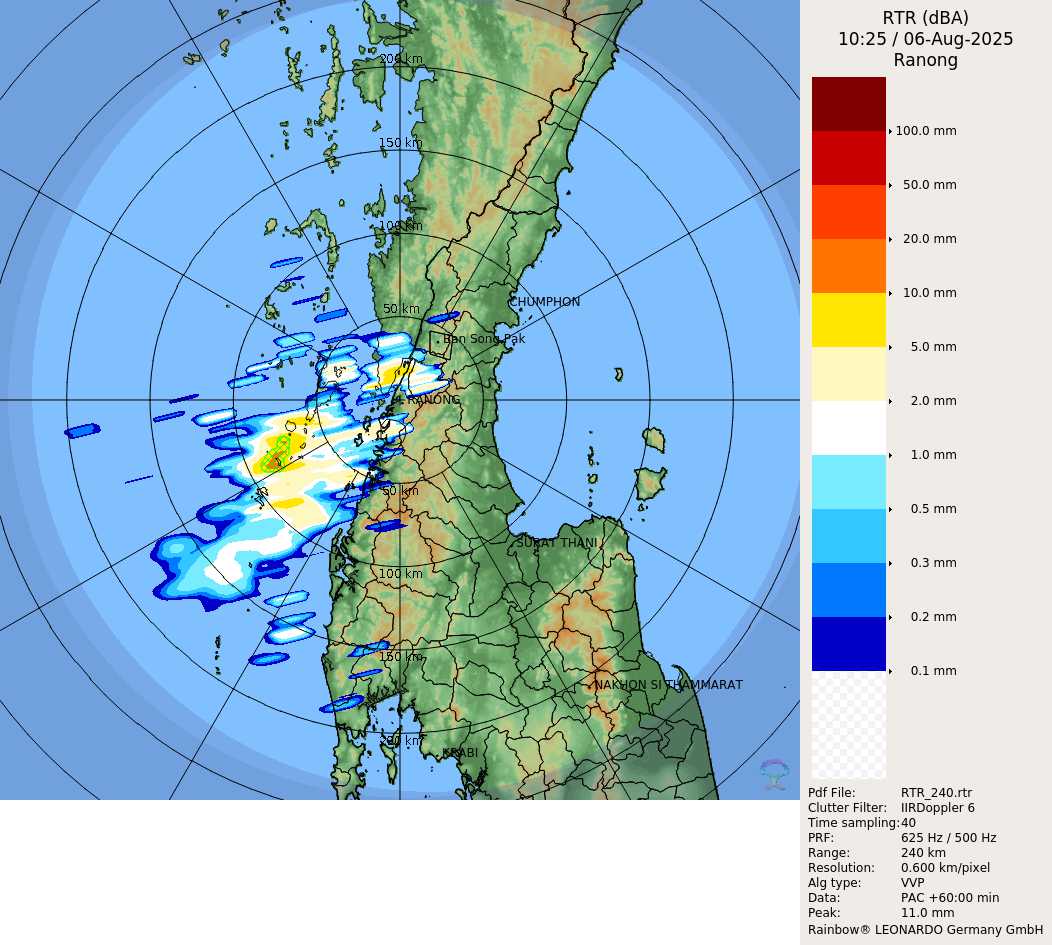 RTR (dBA)
10:25 / 06-Aug-2025
Ranong
200 km
150 km
100 km
50 km
CHUMPHON
Ban Song Pak
RANONG
50 km
SURAT THANI
100 km
150 km
NAKHON SI THAMMARAT
200 km
KRABI
100.0 mm
50.0 mm
20.0 mm
10.0 mm
5.0 mm
2.0 mm
1.0 mm
0.5 mm
0.3 mm
0.2 mm
0.1 mm
Pdf File: RTR_240.rtr
Clutter Filter: IIRDoppler 6
Time sampling:40
PRF: 625 Hz / 500 Hz
Range: 240 km
Resolution: 0.600 km/pixel
Alg type: VVP
Data: PAC +60:00 min
Peak: 11.0 mm
Rainbow® LEONARDO Germany GmbH